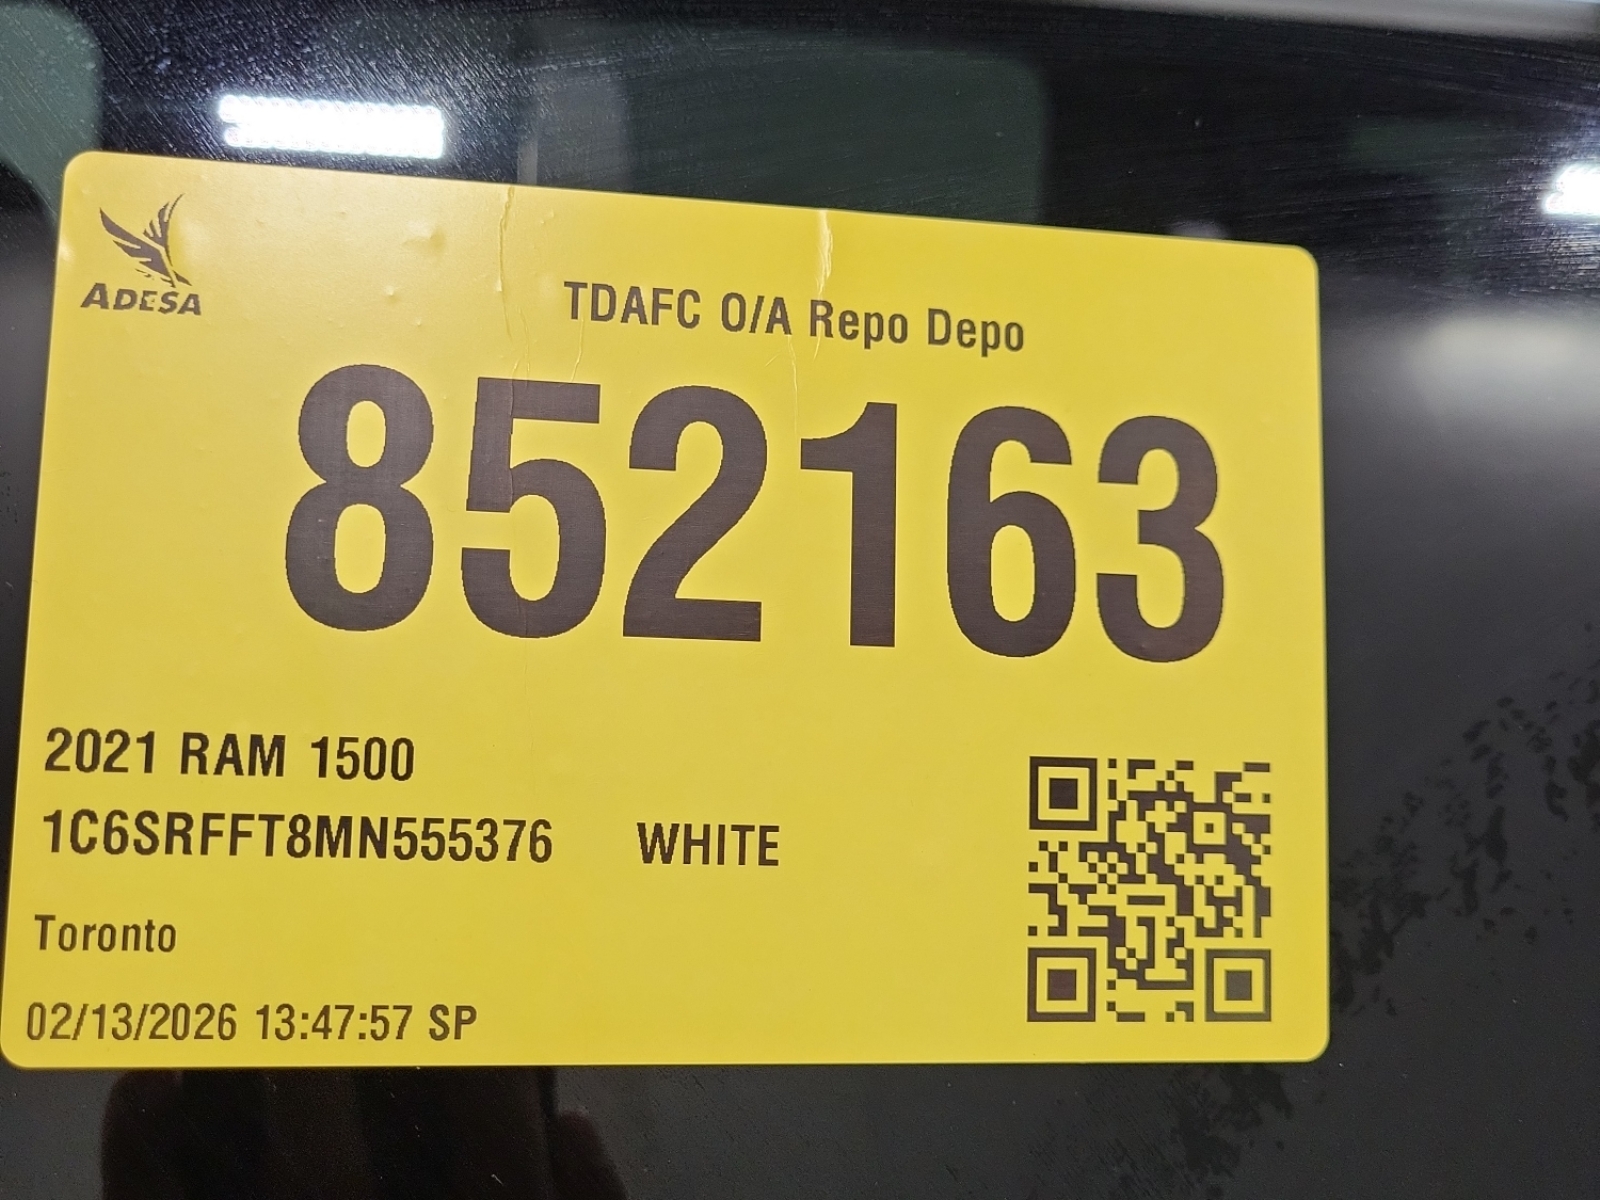 ADESA
TDAFC O/A Repo Depo
852163
2021 RAM 1500
1C6SRFFT8MN555376 WHITE
Toronto
02/13/2026 13:47:57 SP